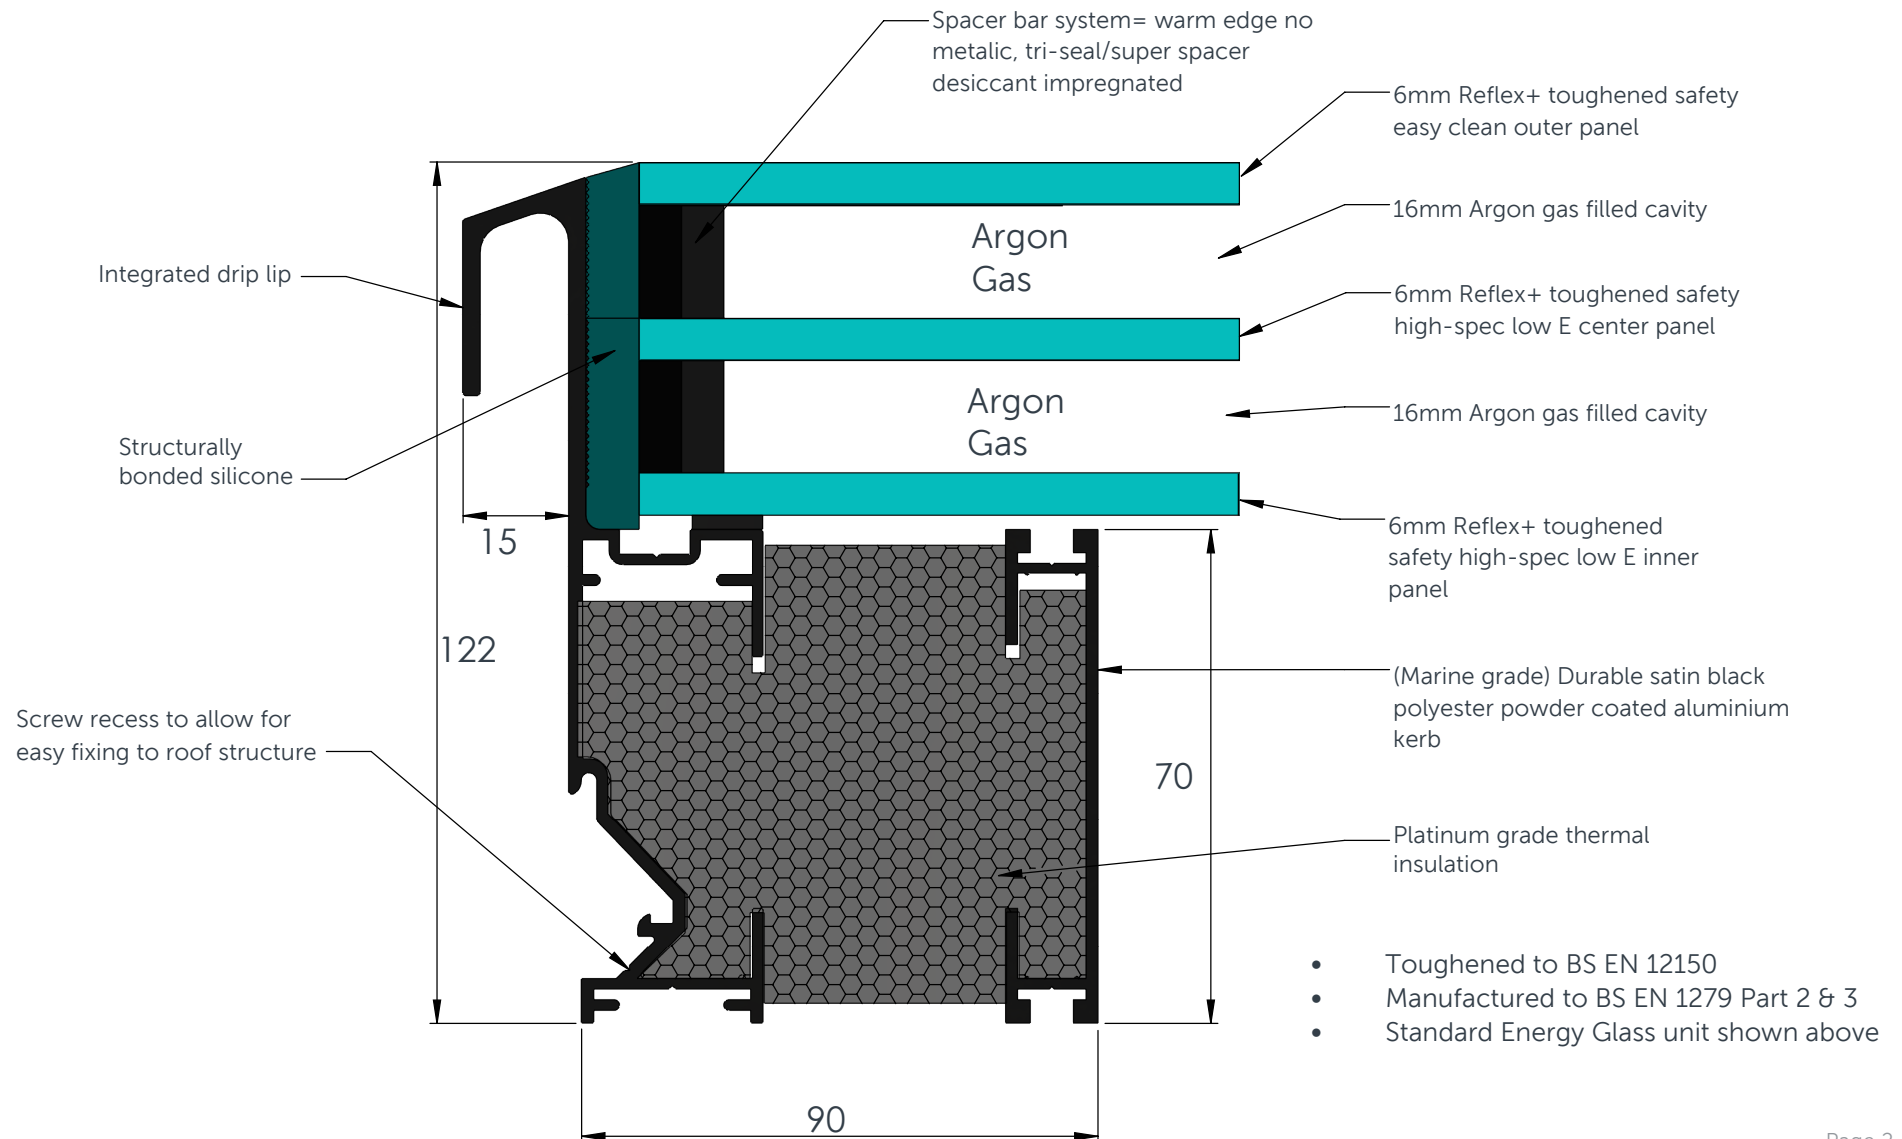 Spacer bar system= warm edge no
metalic, tri-seal/super spacer
desiccant impregnated
6mm Reflex+ toughened safety
easy clean outer panel
16mm Argon gas filled cavity
Argon
Gas
Integrated drip lip
6mm Reflex+ toughened safety
high-spec low E center panel
Argon
Gas
16mm Argon gas filled cavity
Structurally
bonded silicone
15
6mm Reflex+ toughened
safety high-spec low E inner
panel
122
(Marine grade) Durable satin black
polyester powder coated aluminium
kerb
Screw recess to allow for
easy fixing to roof structure
70
Platinum grade thermal
insulation
• Toughened to BS EN 12150
• Manufactured to BS EN 1279 Part 2 & 3
• Standard Energy Glass unit shown above
90
Page